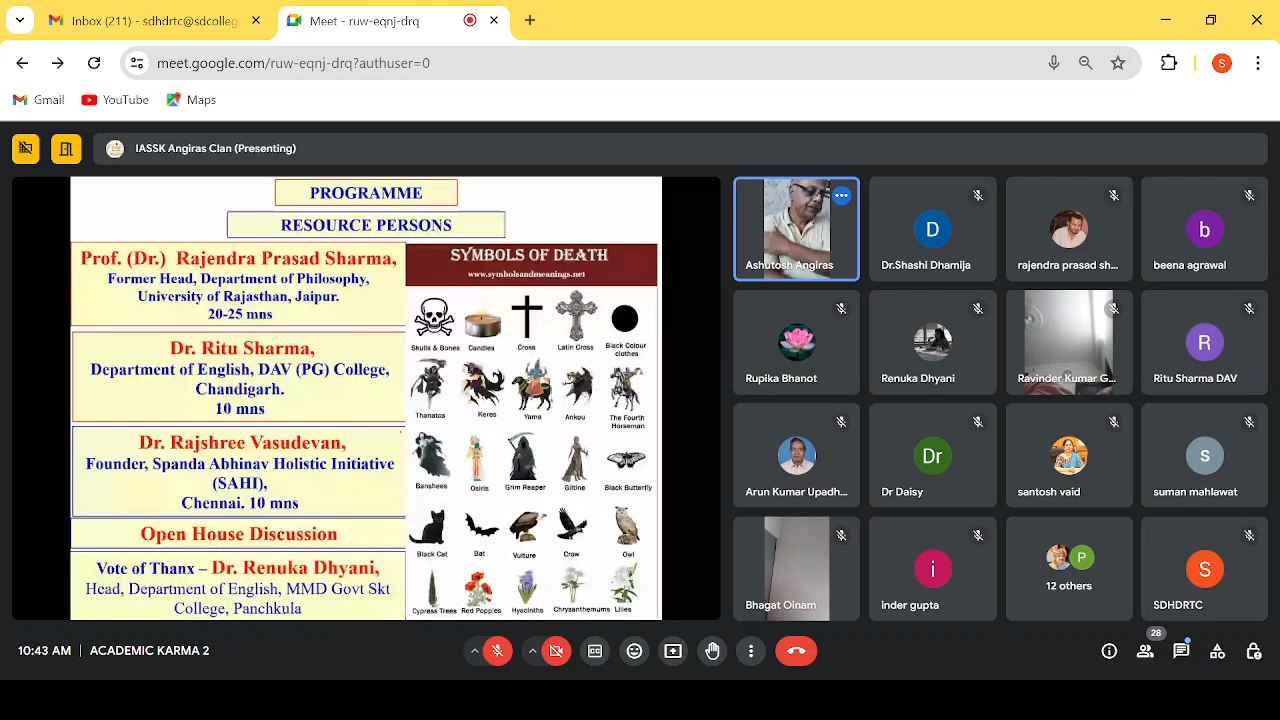 Inbox (211) - sdhdrtc@sdcolleg
Meet - ruw-eqnj-drq
meet.google.com/ruw-eqnj-drq?authuser=0
S
Gmail
YouTube
Maps
IASSK Angiras Clan (Presenting)
PROGRAMME
RESOURCE PERSONS
Prof. (Dr.) Rajendra Prasad Sharma,
Former Head, Department of Philosophy,
University of Rajasthan, Jaipur.
20-25 mns
Dr. Ritu Sharma,
Department of English, DAV (PG) College,
Chandigarh.
10 mns
Dr. Rajshree Vasudevan,
Founder, Spanda Abhinav Holistic Initiative
(SAHI),
Chennai. 10 mns
Open House Discussion
Vote of Thanx – Dr. Renuka Dhyani,
Head, Department of English, MMD Govt Skt
College, Panchkula
SYMBOLS OF DEATH
www.symbolsandmeanings.net
Skulls & Bones
Candles
Cross
Latin Cross
Black Colour
clothes
Thanatos
Keres
Yama
Ankou
The Fourth
Horseman
Banshees
Osiris
Grim Reaper
Giltine
Black Butterfly
Black Cat
Bat
Vulture
Crow
Owl
Cypress Trees
Red Poppies
Hyacinths
Chrysanthemums
Lilies
Ashutosh Angiras
D
Dr.Shashi Dhamija
rajendra prasad sh...
b
beena agrawal
Rupika Bhanot
Renuka Dhyani
Ravinder Kumar G...
R
Ritu Sharma DAV
Arun Kumar Upadh...
Dr
Dr Daisy
santosh vaid
s
suman mahlawat
Bhagat Oinam
i
inder gupta
P
12 others
S
SDHDRTC
10:43 AM
ACADEMIC KARMA 2
28